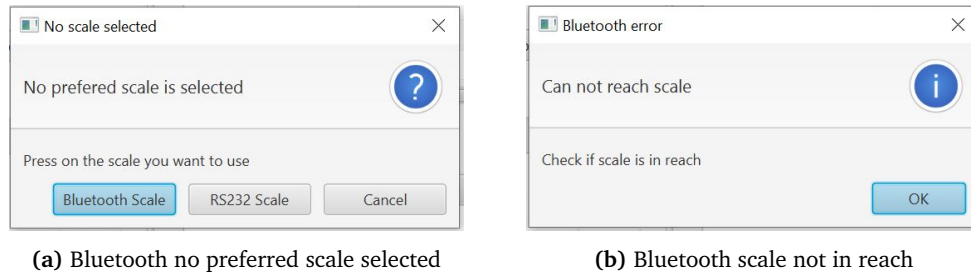 No scale selected
No prefered scale is selected
?
Press on the scale you want to use
Bluetooth Scale RS232 Scale Cancel
(a) Bluetooth no preferred scale selected
Bluetooth error
Can not reach scale
i
Check if scale is in reach
OK
(b) Bluetooth scale not in reach